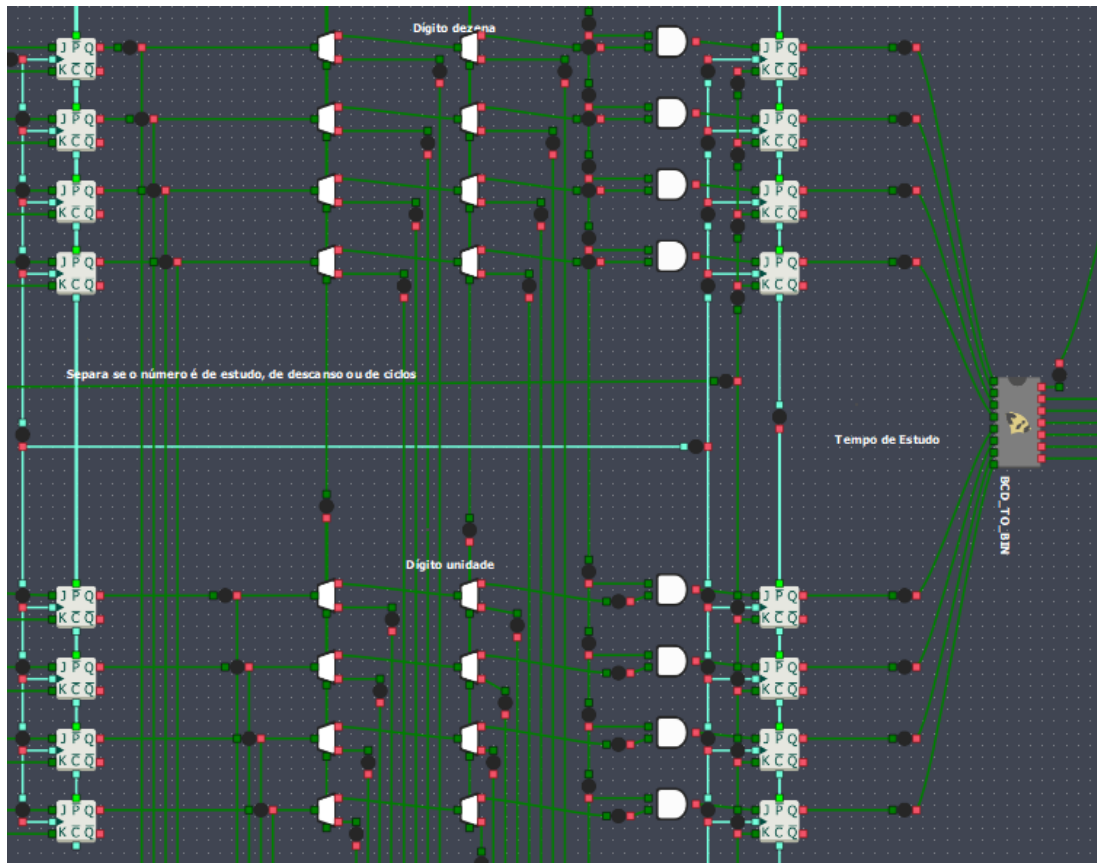 Dígito dezena
J P Q
K C Q
J P Q
K C Q
J P Q
K C Q
J P Q
K C Q
J P Q
K C Q
J P Q
K C Q
J P Q
K C Q
J P Q
K C Q
Separa se o número é de estudo, de descanso ou de ciclos
Tempo de Estudo
BCD_TO_BIN
Dígito unidade
J P Q
K C Q
J P Q
K C Q
J P Q
K C Q
J P Q
K C Q
J P Q
K C Q
J P Q
K C Q
J P Q
K C Q
J P Q
K C Q